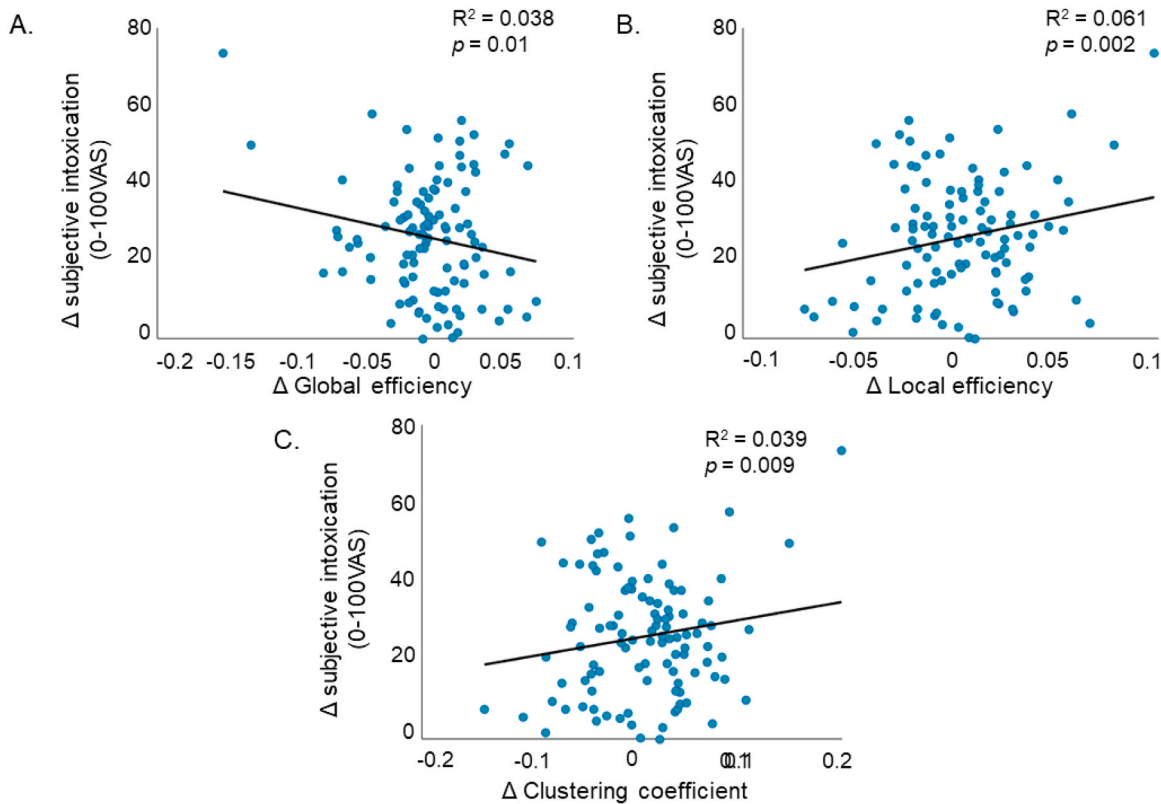 A.
R² = 0.038
p = 0.01
80
60
40
20
0
Δ subjective intoxication
(0-100VAS)
-0.2 -0.15 -0.05 0 0.05 0.1
Δ Global efficiency
B.
R² = 0.061
p = 0.002
80
60
40
20
0
Δ subjective intoxication
(0-100VAS)
-0.1 -0.05 0 0.05 0.1
Δ Local efficiency
C.
R² = 0.039
p = 0.009
80
60
40
20
0
Δ subjective intoxication
(0-100VAS)
-0.2 -0.1 0 0.1 0.2
Δ Clustering coefficient